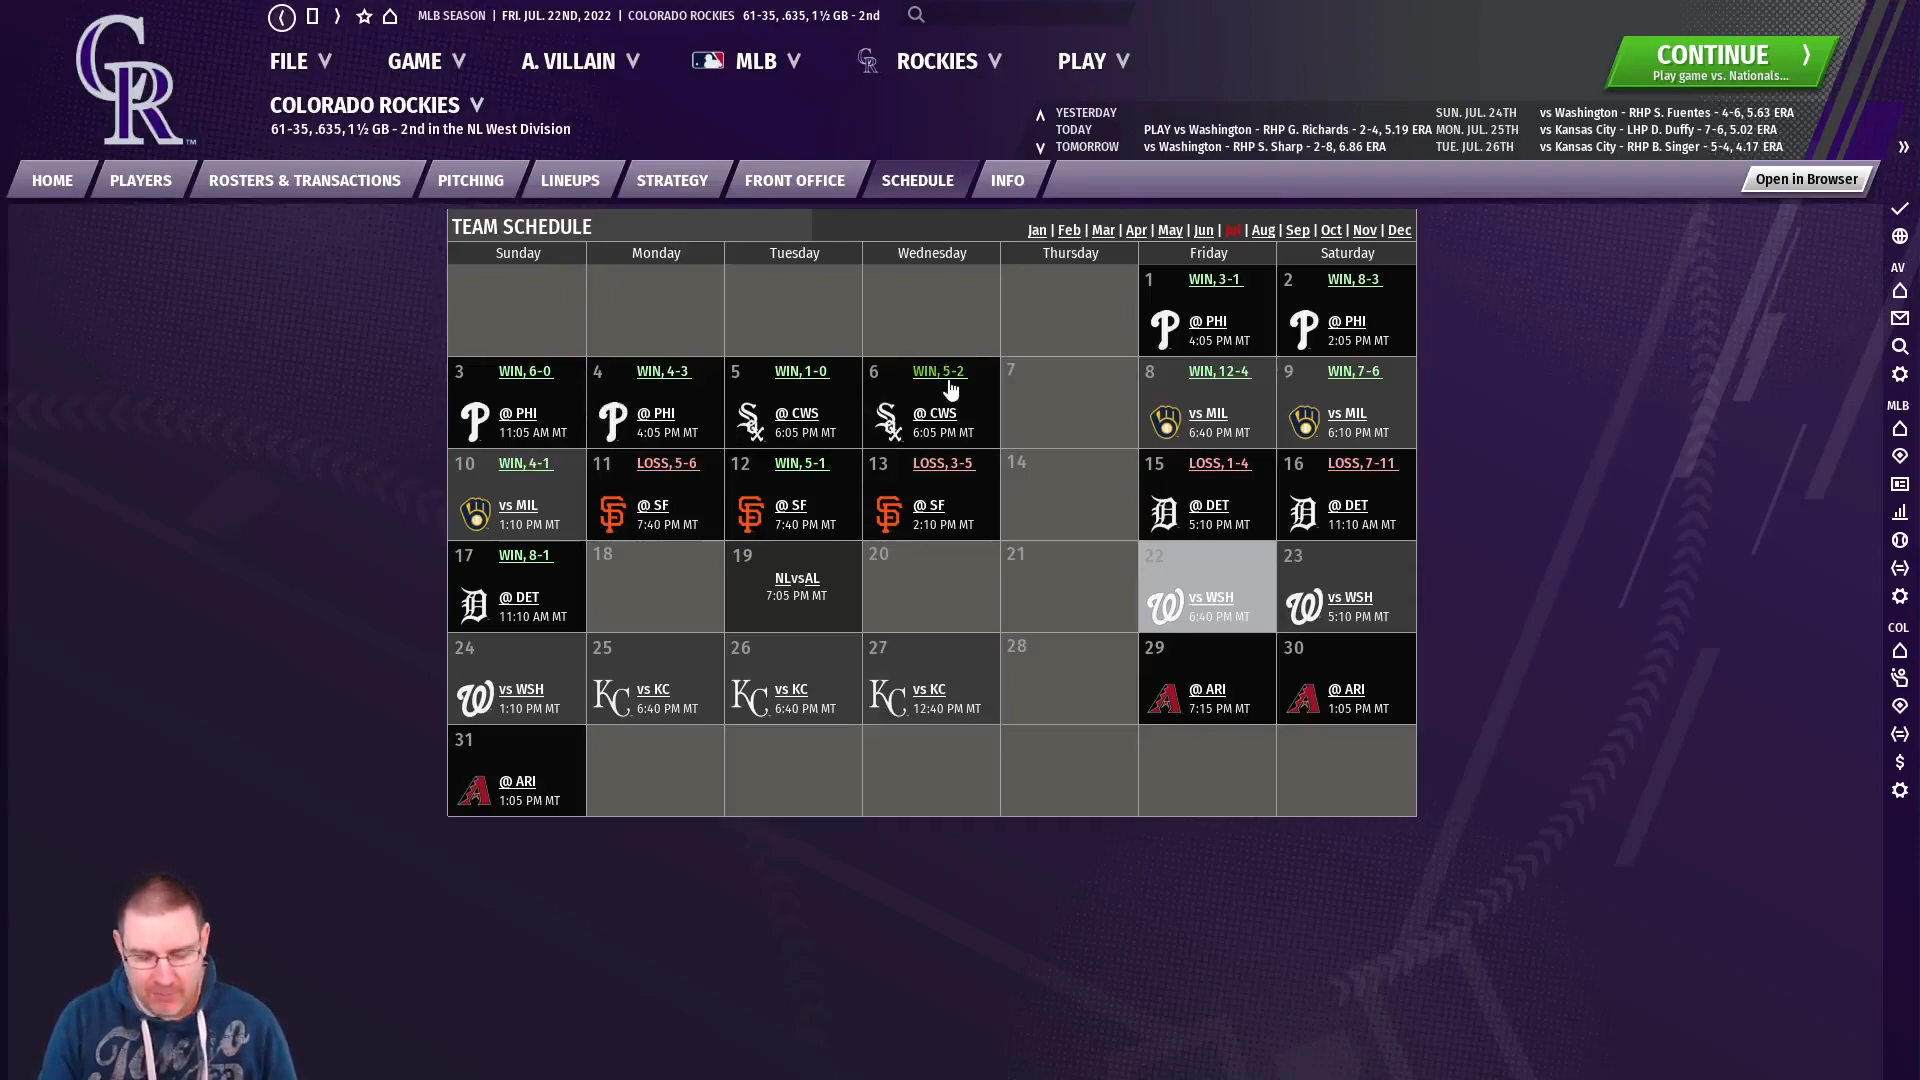 MLB SEASON | FRI. JUL. 22ND, 2022 | COLORADO ROCKIES 61-35, .635, 1½ GB - 2nd
FILE GAME A. VILLAIN MLB ROCKIES PLAY
CONTINUE
Play game vs. Nationals...
COLORADO ROCKIES
61-35, .635, 1½ GB - 2nd in the NL West Division
YESTERDAY SUN. JUL. 24TH vs Washington - RHP S. Fuentes - 4-6, 5.63 ERA
TODAY PLAY vs Washington - RHP G. Richards - 2-4, 5.19 ERA MON. JUL. 25TH vs Kansas City - LHP D. Duffy - 7-6, 5.02 ERA
TOMORROW vs Washington - RHP S. Sharp - 2-8, 6.86 ERA TUE. JUL. 26TH vs Kansas City - RHP B. Singer - 5-4, 4.17 ERA
HOME PLAYERS ROSTERS & TRANSACTIONS PITCHING LINEUPS STRATEGY FRONT OFFICE SCHEDULE INFO Open in Browser
TEAM SCHEDULE Jan | Feb | Mar | Apr | May | Jun | Jul | Aug | Sep | Oct | Nov | Dec
Sunday Monday Tuesday Wednesday Thursday Friday Saturday
1 WIN, 3-1 2 WIN, 8-3
@ PHI @ PHI
4:05 PM MT 2:05 PM MT
3 WIN, 6-0 4 WIN, 4-3 5 WIN, 1-0 6 WIN, 5-2 7 8 WIN, 12-4 9 WIN, 7-6
@ PHI @ PHI @ CWS @ CWS vs MIL vs MIL
11:05 AM MT 4:05 PM MT 6:05 PM MT 6:05 PM MT 6:40 PM MT 6:10 PM MT
10 WIN, 4-1 11 LOSS, 5-6 12 WIN, 5-1 13 LOSS, 3-5 14 15 LOSS, 1-4 16 LOSS, 7-11
vs MIL @ SF @ SF @ SF @ DET @ DET
1:10 PM MT 7:40 PM MT 7:40 PM MT 2:10 PM MT 5:10 PM MT 11:10 AM MT
17 WIN, 8-1 18 19 20 21 22 23
@ DET NLvsAL vs WSH vs WSH
11:10 AM MT 7:05 PM MT 6:40 PM MT 5:10 PM MT
24 25 26 27 28 29 30
vs WSH vs KC vs KC vs KC @ ARI @ ARI
1:10 PM MT 6:40 PM MT 6:40 PM MT 12:40 PM MT 7:15 PM MT 1:05 PM MT
31
@ ARI
1:05 PM MT
AV
MLB
COL